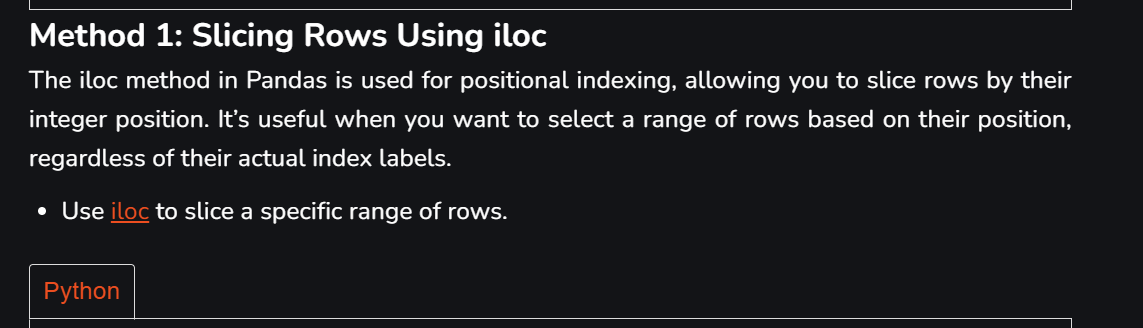 Method 1: Slicing Rows Using iloc
The iloc method in Pandas is used for positional indexing, allowing you to slice rows by their
integer position. It’s useful when you want to select a range of rows based on their position,
regardless of their actual index labels.
• Use iloc to slice a specific range of rows.
Python